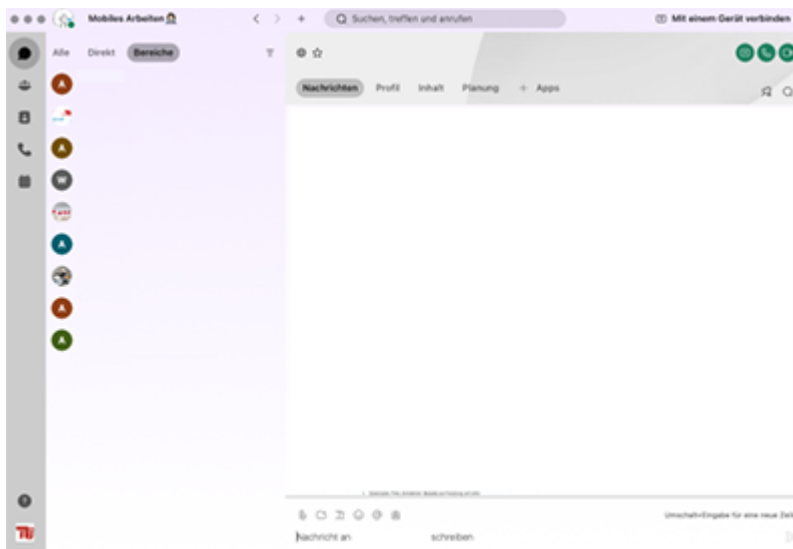 Mobiles Arbeiten
Suchen, treffen und anrufen
Mit einem Gerät verbinden
Alle Direkt Bereiche
Nachrichten Profil Inhalt Planung + Apps
A
A
W
A
A
A
Umschalt+Eingabe für eine neue Zeil
Nachricht an schreiben